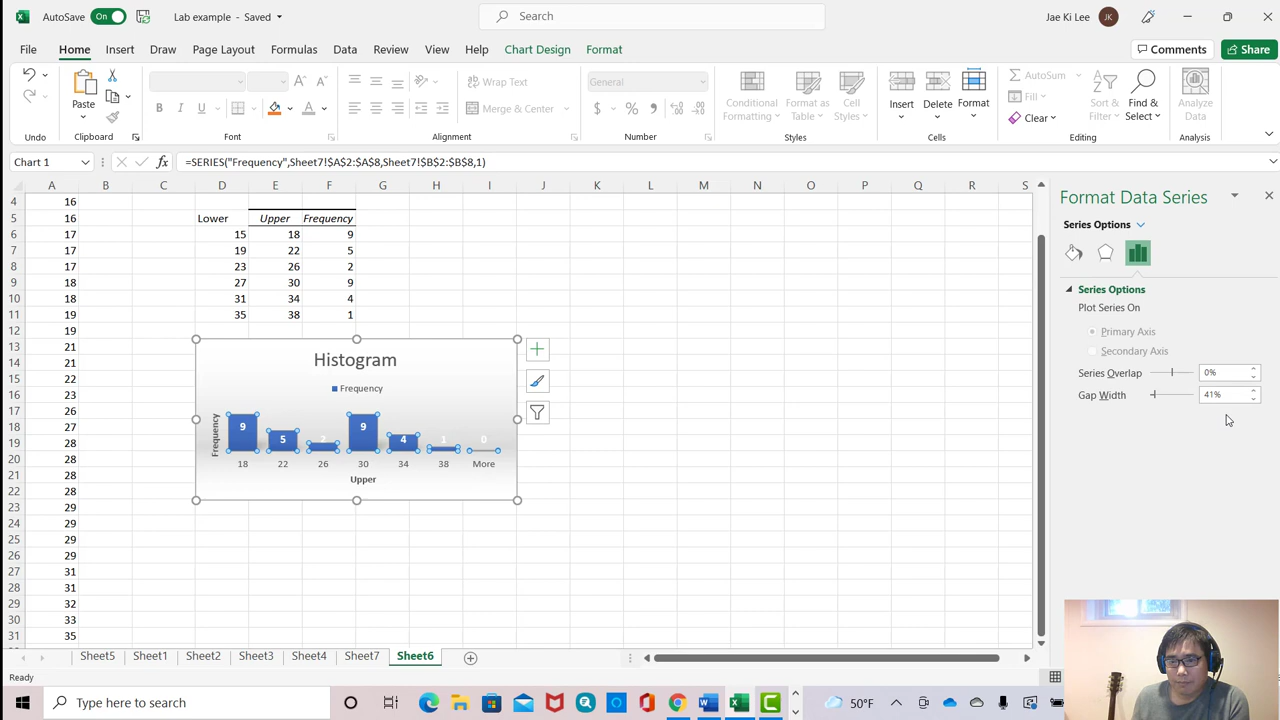 AutoSave On Lab example - Saved Search Jae Ki Lee JK
File Home Insert Draw Page Layout Formulas Data Review View Help Chart Design Format Comments Share
Paste Wrap Text General AutoSum
Merge & Center $ % Conditional Formatting Format as Table Cell Styles Insert Delete Format Fill Clear Sort & Filter Find & Select Analyze Data
Undo Clipboard Font Alignment Number Styles Cells Editing Analysis
Chart 1 fx =SERIES("Frequency",Sheet7!$A$2:$A$8,Sheet7!$B$2:$B$8,1)
A B C D E F G H I J K L M N O P Q R S
4 16
5 16 Lower Upper Frequency
6 17 15 18 9
7 17 19 22 5
8 17 23 26 2
9 18 27 30 9
10 18 31 34 4
11 19 35 38 1
12 19
13 21
14 21
15 22
16 23
17 26
18 27
19 28
20 28
21 28
22 28
23 29
24 29
25 29
26 29
27 31
28 31
29 32
30 33
31 35
Histogram
Frequency
Frequency
9 5 2 9 4 1 0
18 22 26 30 34 38 More
Upper
Format Data Series
Series Options
Series Options
Plot Series On
Primary Axis
Secondary Axis
Series Overlap 0%
Gap Width 41%
Sheet5 Sheet1 Sheet2 Sheet3 Sheet4 Sheet7 Sheet6
Ready
Type here to search 50°F